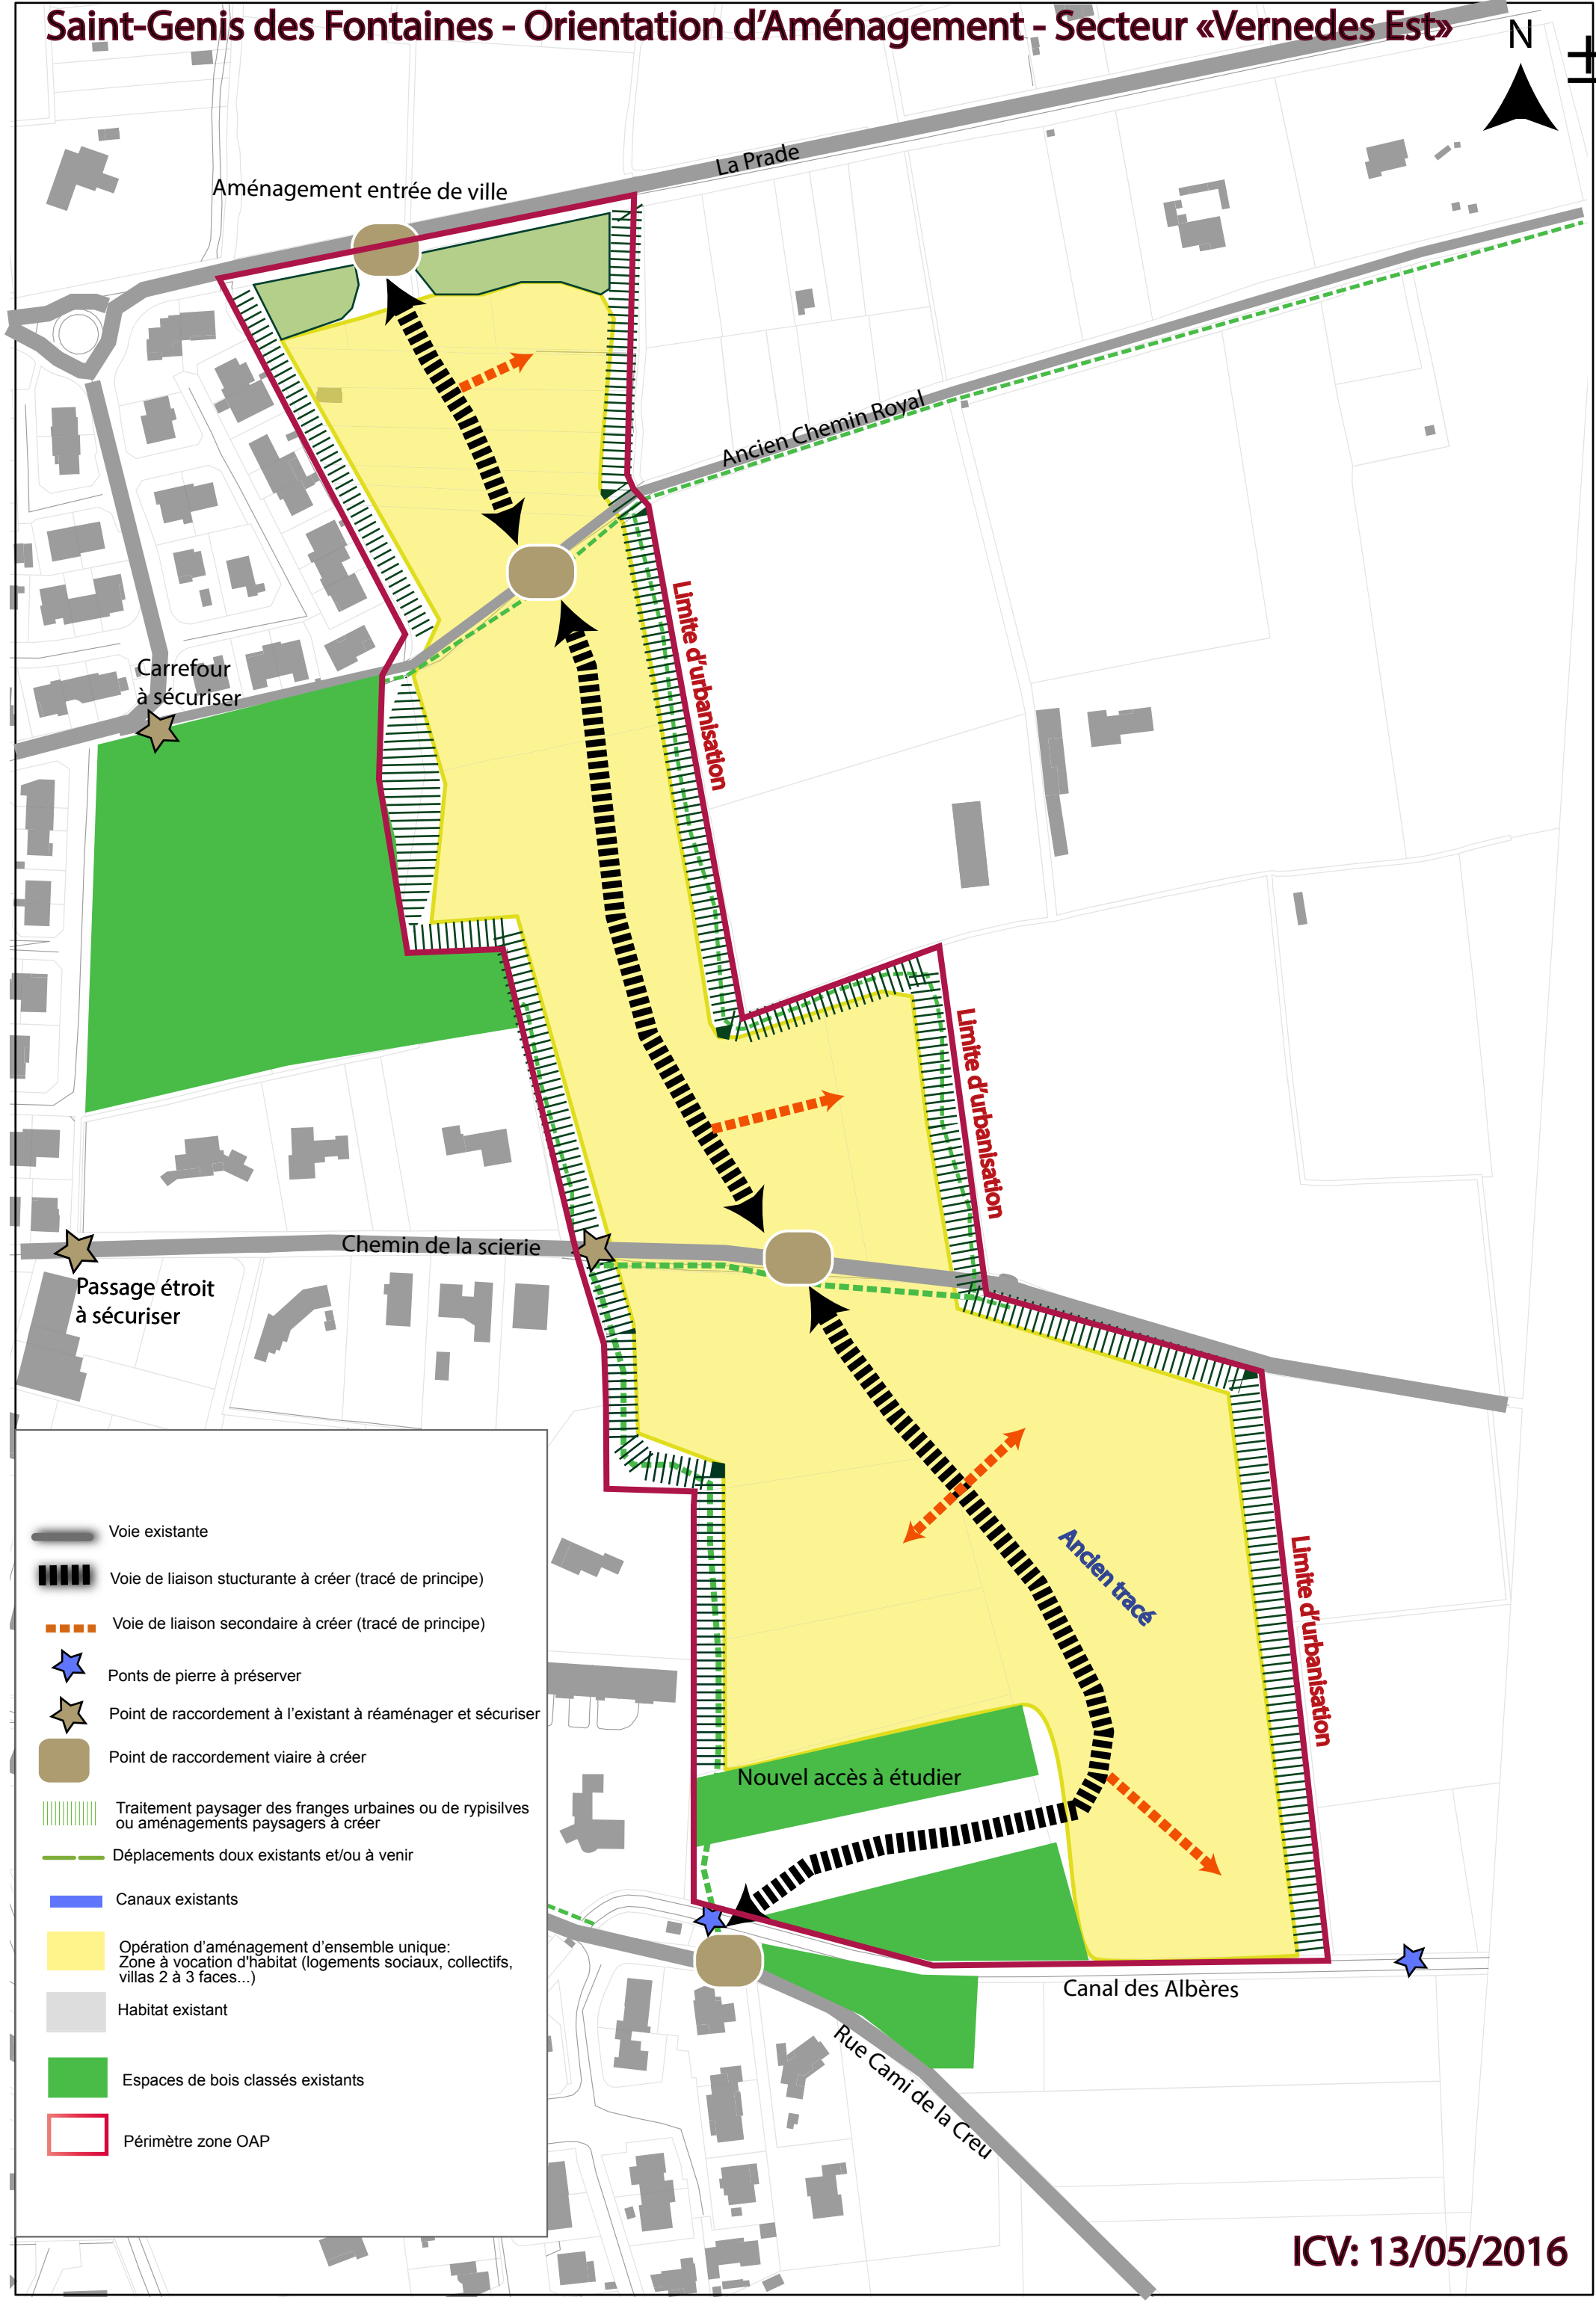 Saint-Genis des Fontaines - Orientation d’Aménagement - Secteur «Vernedes Est»
N
La Prade
Aménagement entrée de ville
Ancien Chemin Royal
Limite d’urbanisation
Carrefour
à sécuriser
Limite d’urbanisation
Chemin de la scierie
Passage étroit
à sécuriser
Ancien tracé
Limite d’urbanisation
Nouvel accès à étudier
Canal des Albères
Rue Cami de la Creu
Voie existante
Voie de liaison stucturante à créer (tracé de principe)
Voie de liaison secondaire à créer (tracé de principe)
Ponts de pierre à préserver
Point de raccordement à l’existant à réaménager et sécuriser
Point de raccordement viaire à créer
Traitement paysager des franges urbaines ou de rypisilves
ou aménagements paysagers à créer
Déplacements doux existants et/ou à venir
Canaux existants
Opération d’aménagement d’ensemble unique:
Zone à vocation d'habitat (logements sociaux, collectifs,
villas 2 à 3 faces...)
Habitat existant
Espaces de bois classés existants
Périmètre zone OAP
ICV: 13/05/2016